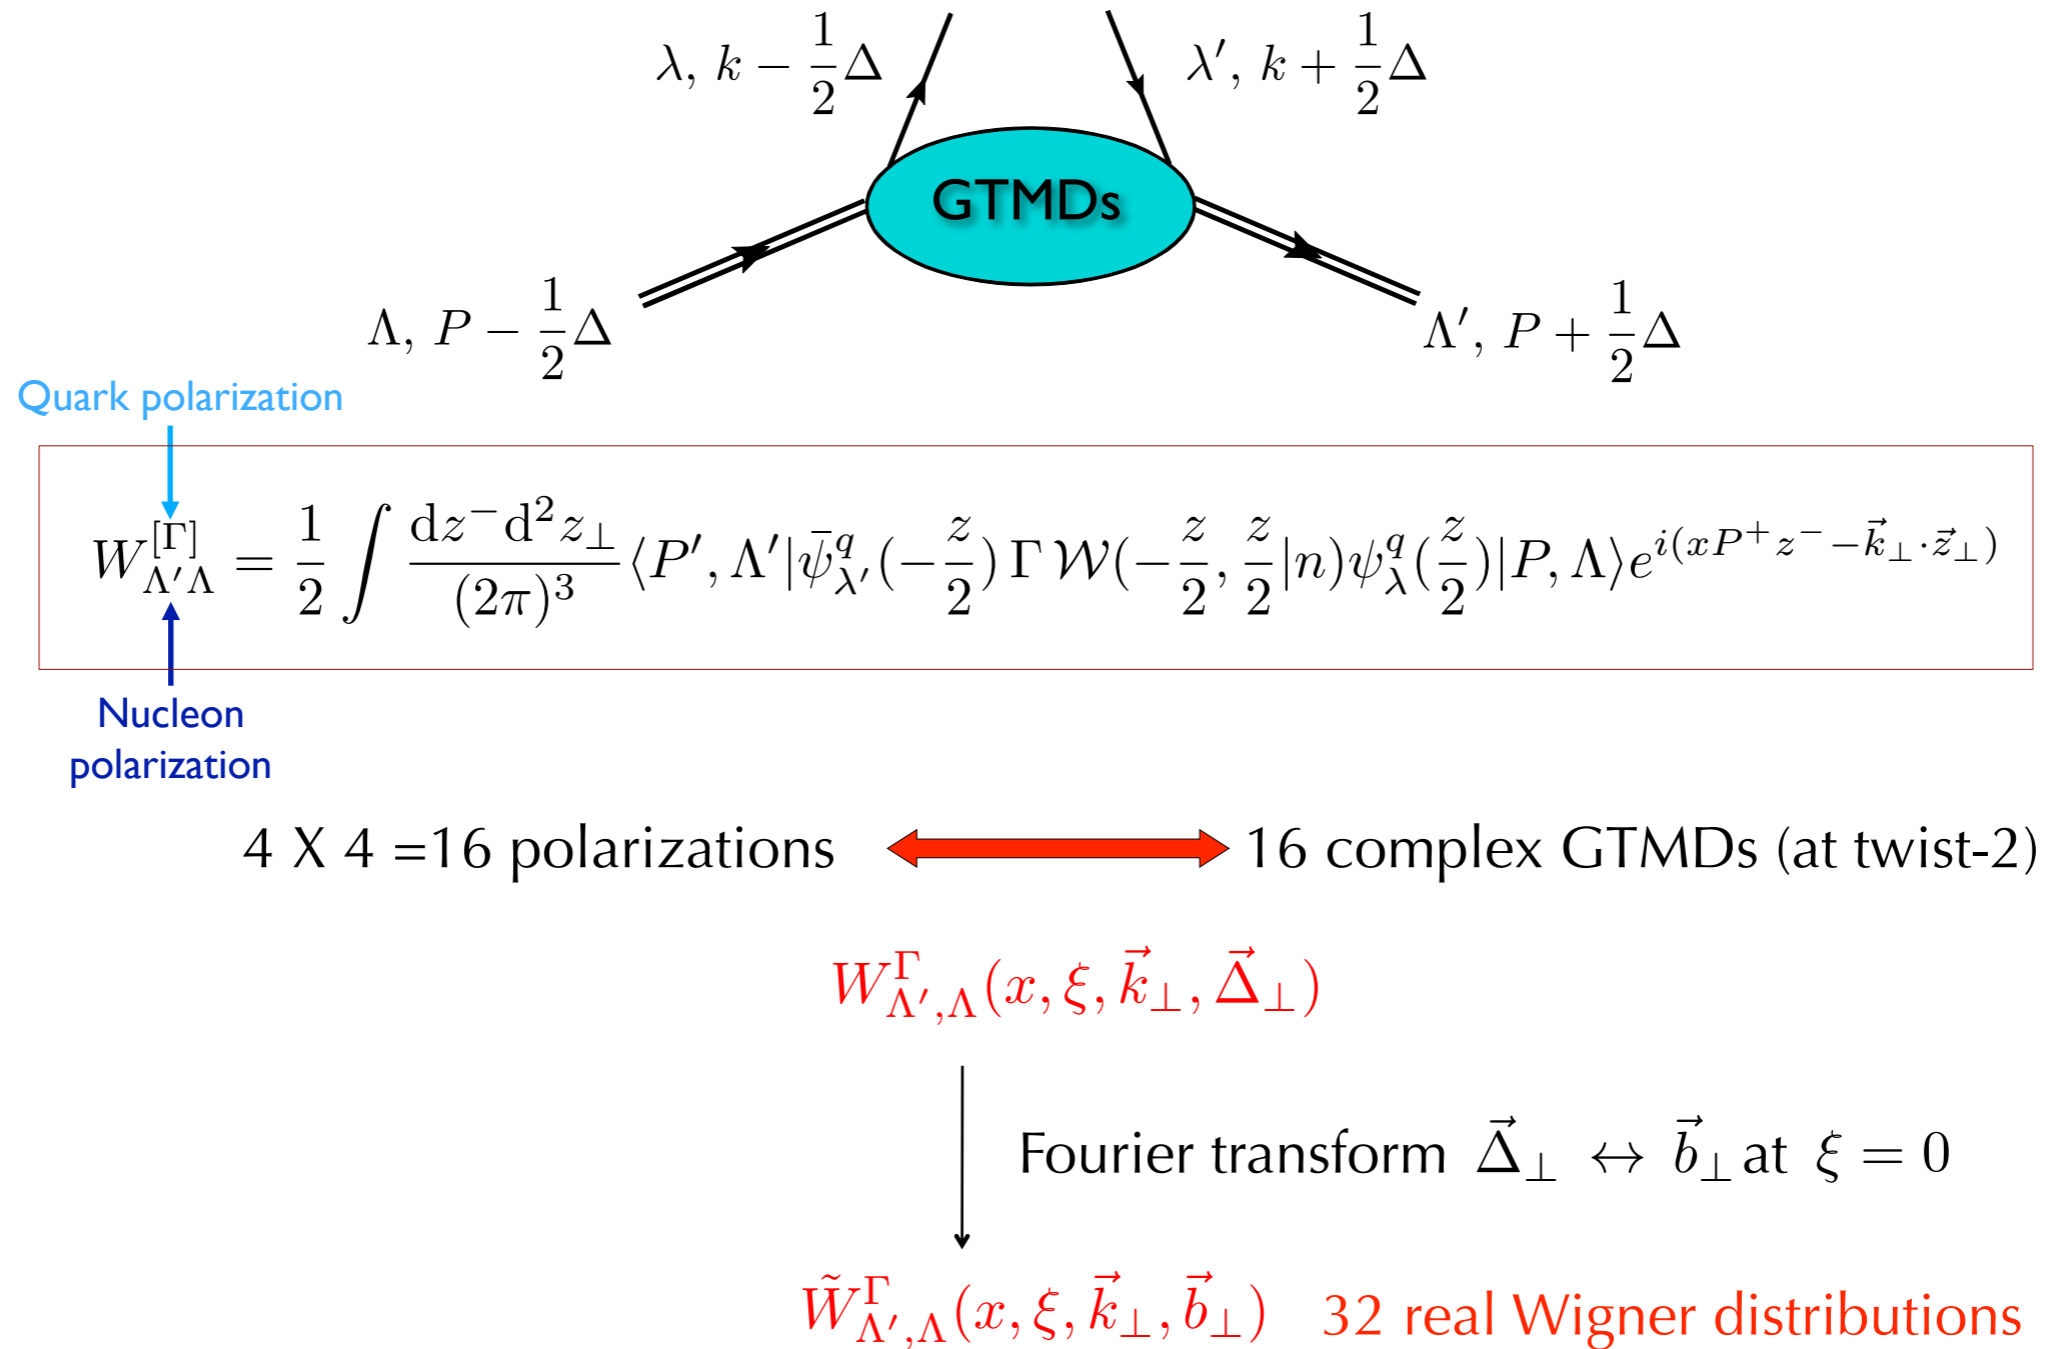 λ, k − 1/2 Δ
λ′, k + 1/2 Δ
GTMDs
Λ, P − 1/2 Δ
Λ′, P + 1/2 Δ
Quark polarization
W^{[Γ]}_{Λ′Λ} = 1/2 ∫ dz⁻d²z_⊥/(2π)³ ⟨P′, Λ′|ψ̄^q_{λ′}(−z/2) Γ 𝒲(−z/2, z/2|n)ψ^q_λ(z/2)|P, Λ⟩e^{i(xP⁺z⁻−k⃗_⊥·z⃗_⊥)}
Nucleon
polarization
4 X 4 =16 polarizations
16 complex GTMDs (at twist-2)
W^Γ_{Λ′,Λ}(x, ξ, k⃗_⊥, Δ⃗_⊥)
Fourier transform Δ⃗_⊥ ↔ b⃗_⊥ at ξ = 0
W̃^Γ_{Λ′,Λ}(x, ξ, k⃗_⊥, b⃗_⊥) 32 real Wigner distributions